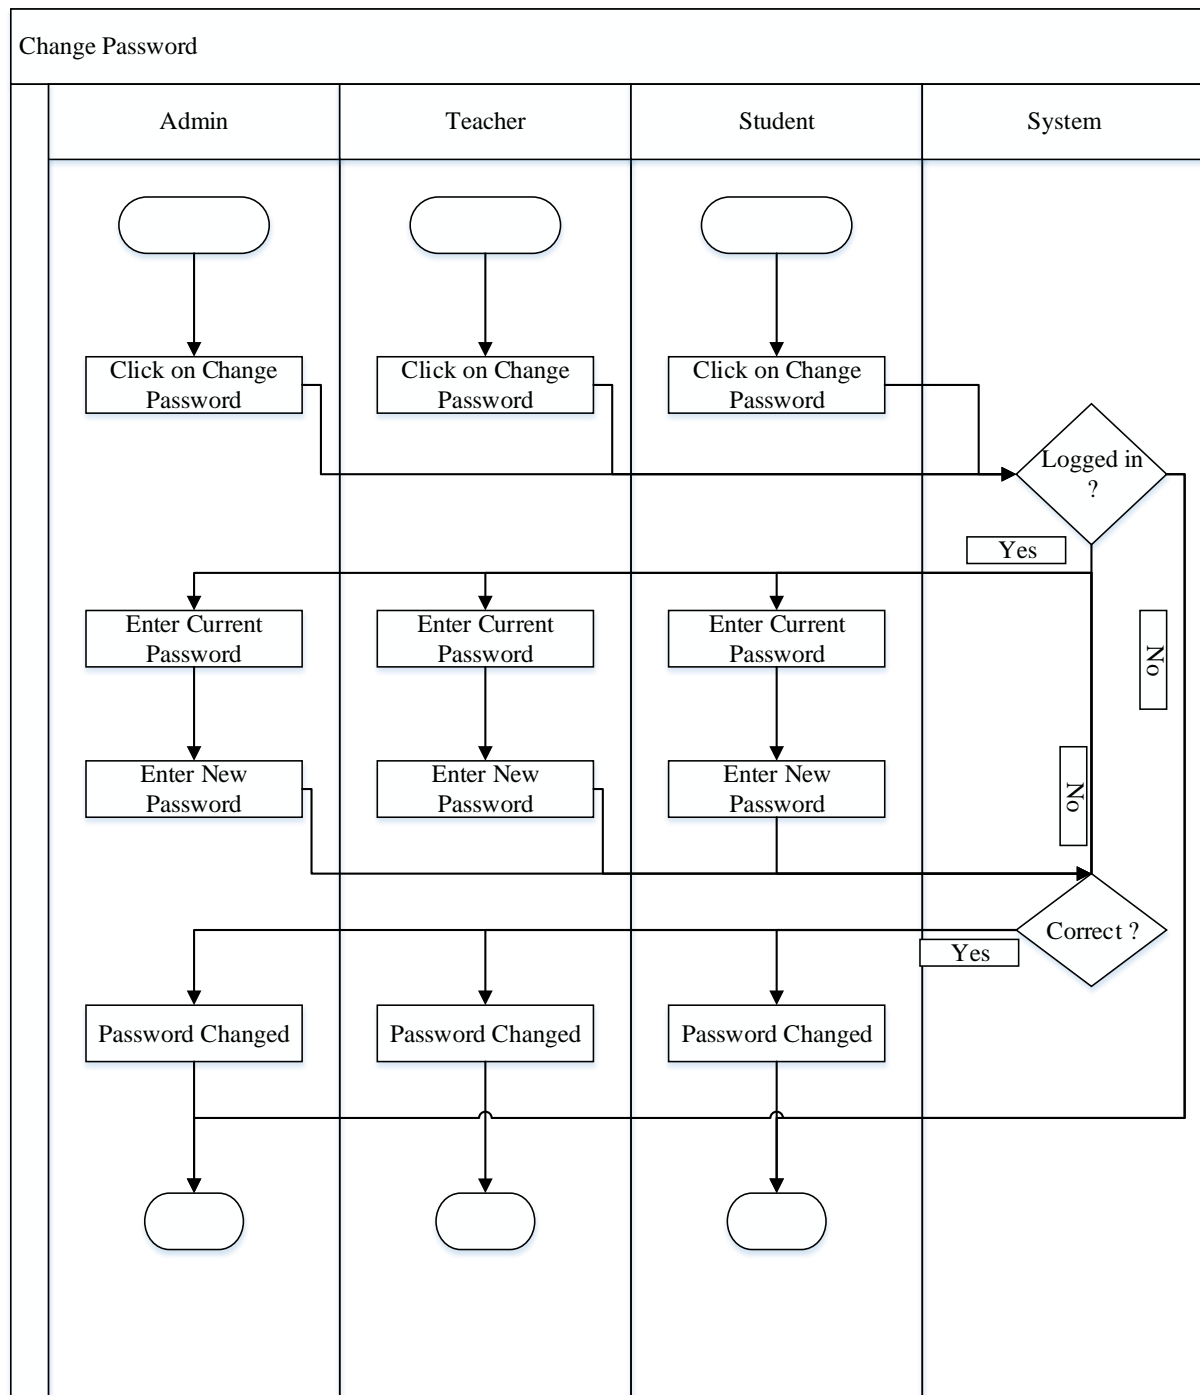 Change Password
Admin
Teacher
Student
System
Click on Change
Password
Click on Change
Password
Click on Change
Password
Logged in
?
Yes
Enter Current
Password
Enter Current
Password
Enter Current
Password
No
Enter New
Password
Enter New
Password
Enter New
Password
No
Correct ?
Yes
Password Changed
Password Changed
Password Changed